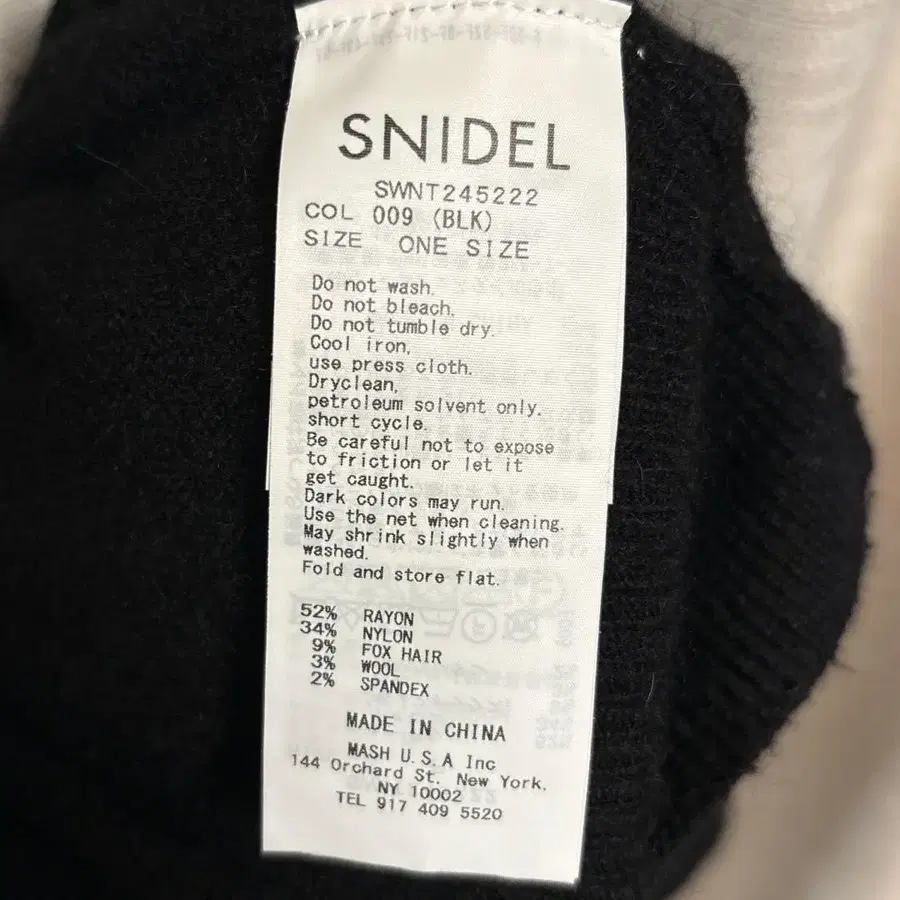 SNIDEL
SWNT245222
COL 009 (BLK)
SIZE ONE SIZE
Do not wash.
Do not bleach,
Do not tumble dry.
Cool iron,
use press cloth.
Dryclean,
petroleum solvent only.
short cycle.
Be careful not to expose
to friction or let it
get caught.
Dark colors may run.
Use the net when cleaning.
May shrink slightly when
washed.
Fold and store flat.
52% RAYON
34% NYLON
9% FOX HAIR
3% WOOL
2% SPANDEX
MADE IN CHINA
MASH U.S.A Inc
144 Orchard St. New York,
NY 10002
TEL 917 409 5520